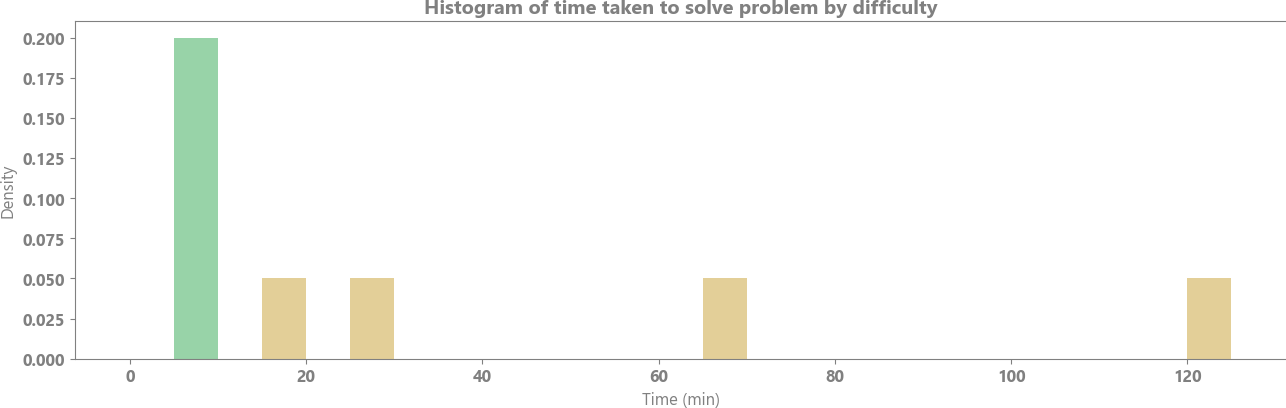 Histogram of time taken to solve problem by difficulty
0.200
0.175
0.150
0.125
0.100
0.075
0.050
0.025
0.000
Density
0 20 40 60 80 100 120
Time (min)